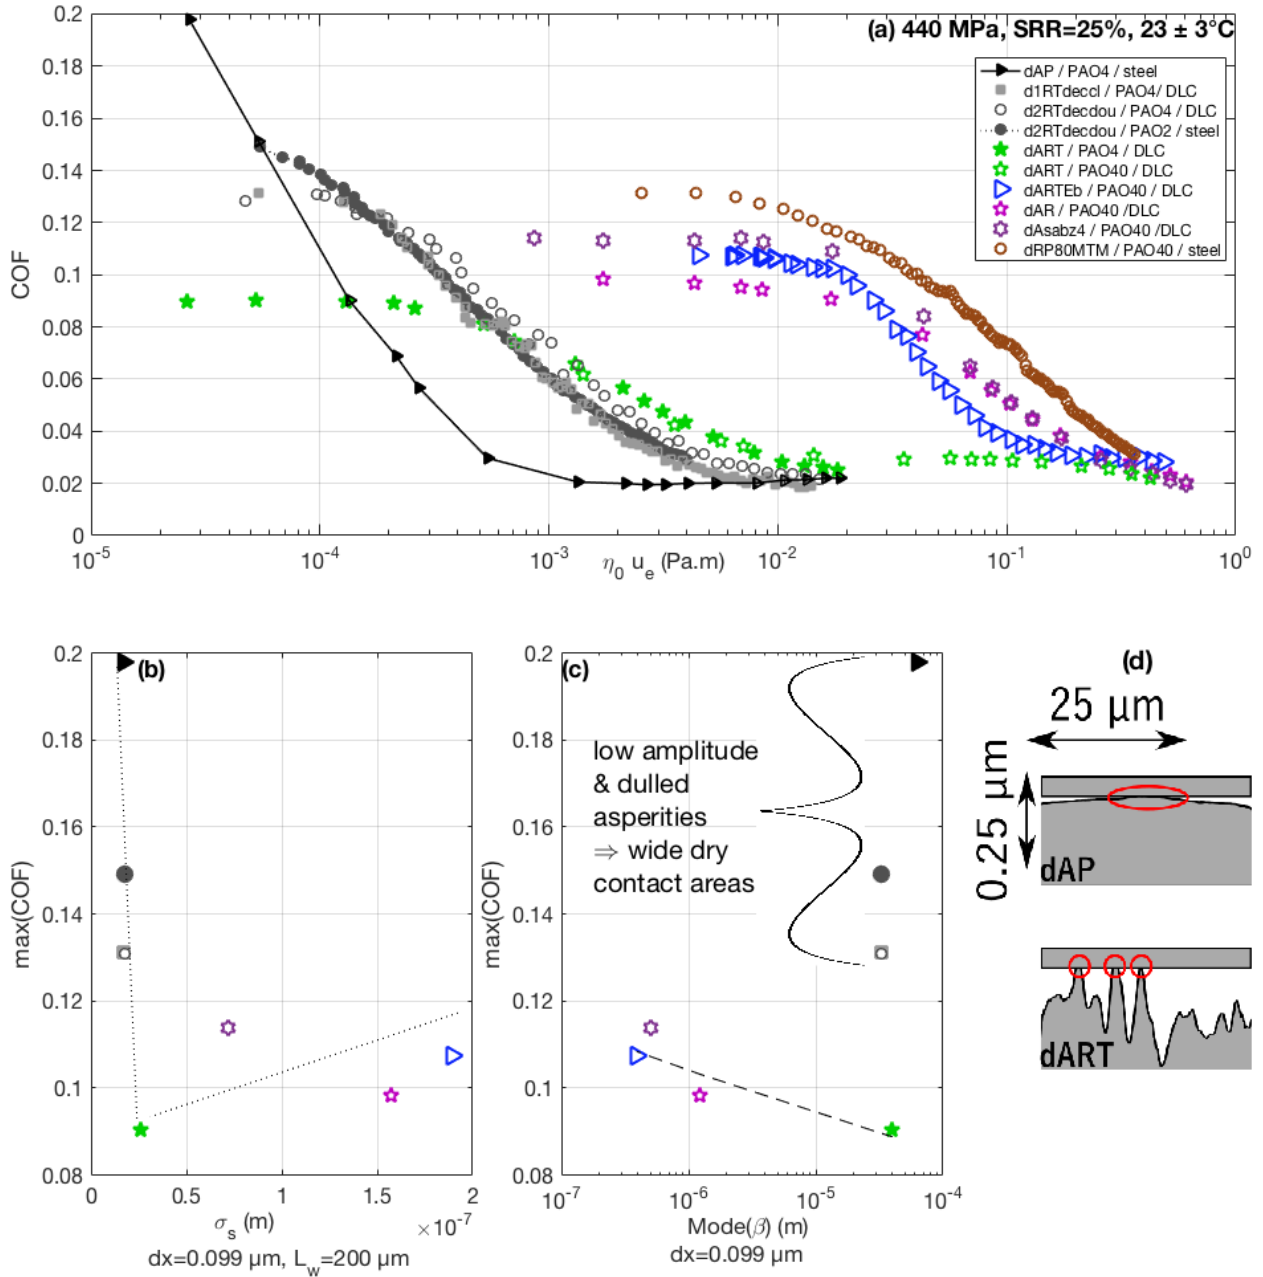 (a) 440 MPa, SRR=25%, 23 ± 3°C
0.2
0.18
0.16
0.14
0.12
0.1
0.08
0.06
0.04
0.02
0
COF
dAP / PAO4 / steel
d1RTdeccl / PAO4/ DLC
d2RTdecdou / PAO4 / DLC
d2RTdecdou / PAO2 / steel
dART / PAO4 / DLC
dART / PAO40 / DLC
dARTEb / PAO40 / DLC
dAR / PAO40 /DLC
dAsabz4 / PAO40 /DLC
dRP80MTM / PAO40 / steel
10⁻⁵ 10⁻⁴ 10⁻³ 10⁻² 10⁻¹ 10⁰
η₀ uₑ (Pa.m)
(b)
0.2
0.18
0.16
0.14
0.12
0.1
0.08
max(COF)
0 0.5 1 1.5 2
σₛ (m)
×10⁻⁷
dx=0.099 µm, L_w=200 µm
(c)
0.2
0.18
0.16
0.14
0.12
0.1
0.08
max(COF)
low amplitude
& dulled
asperities
⇒ wide dry
contact areas
10⁻⁷ 10⁻⁶ 10⁻⁵ 10⁻⁴
Mode(β) (m)
dx=0.099 µm
(d)
25 µm
0.25 µm
dAP
dART